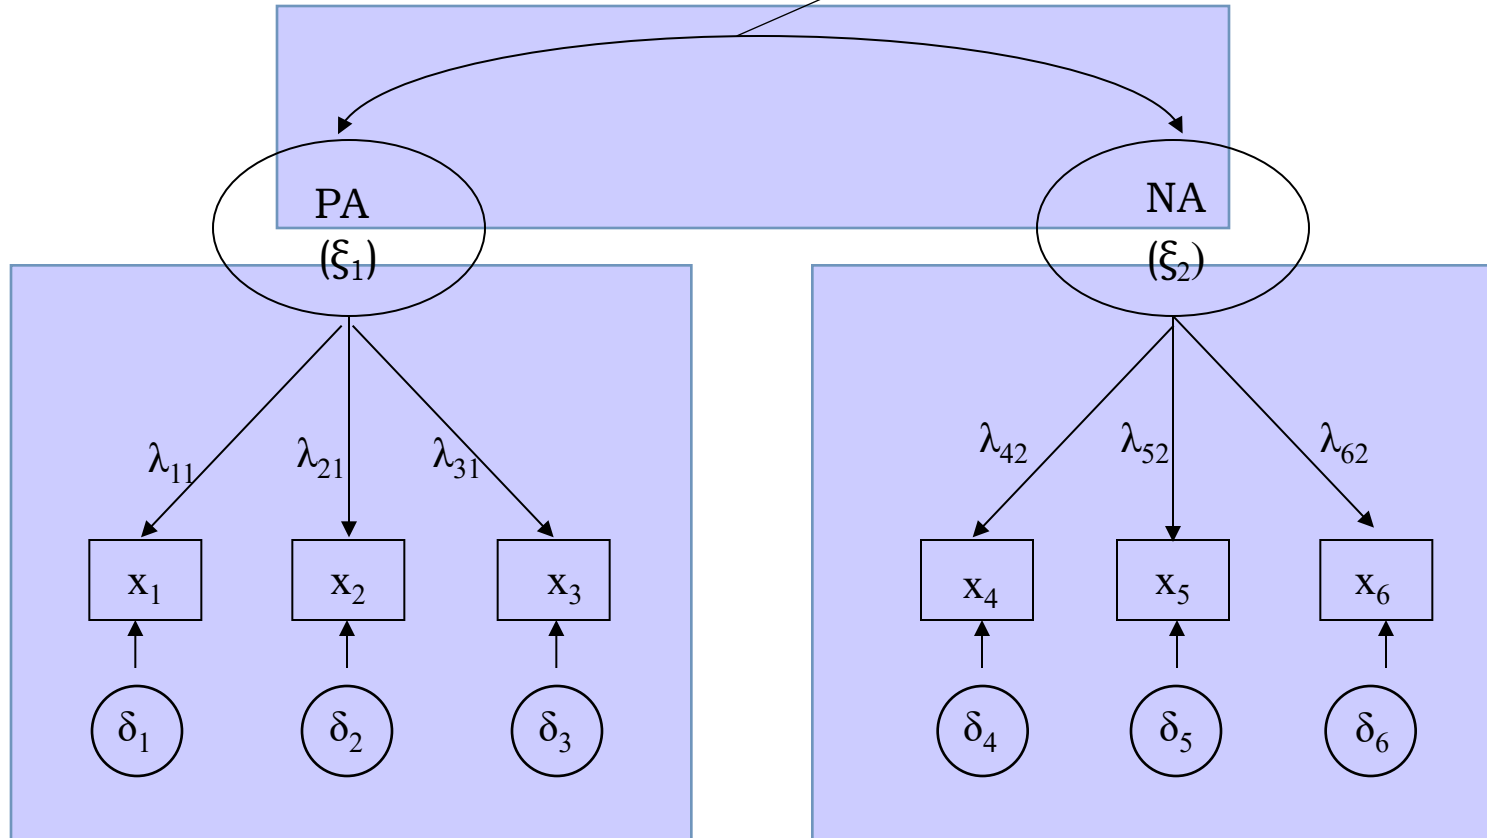 PA
(ξ₁)
NA
(ξ₂)
λ₁₁ λ₂₁ λ₃₁ λ₄₂ λ₅₂ λ₆₂
x₁ x₂ x₃ x₄ x₅ x₆
δ₁ δ₂ δ₃ δ₄ δ₅ δ₆